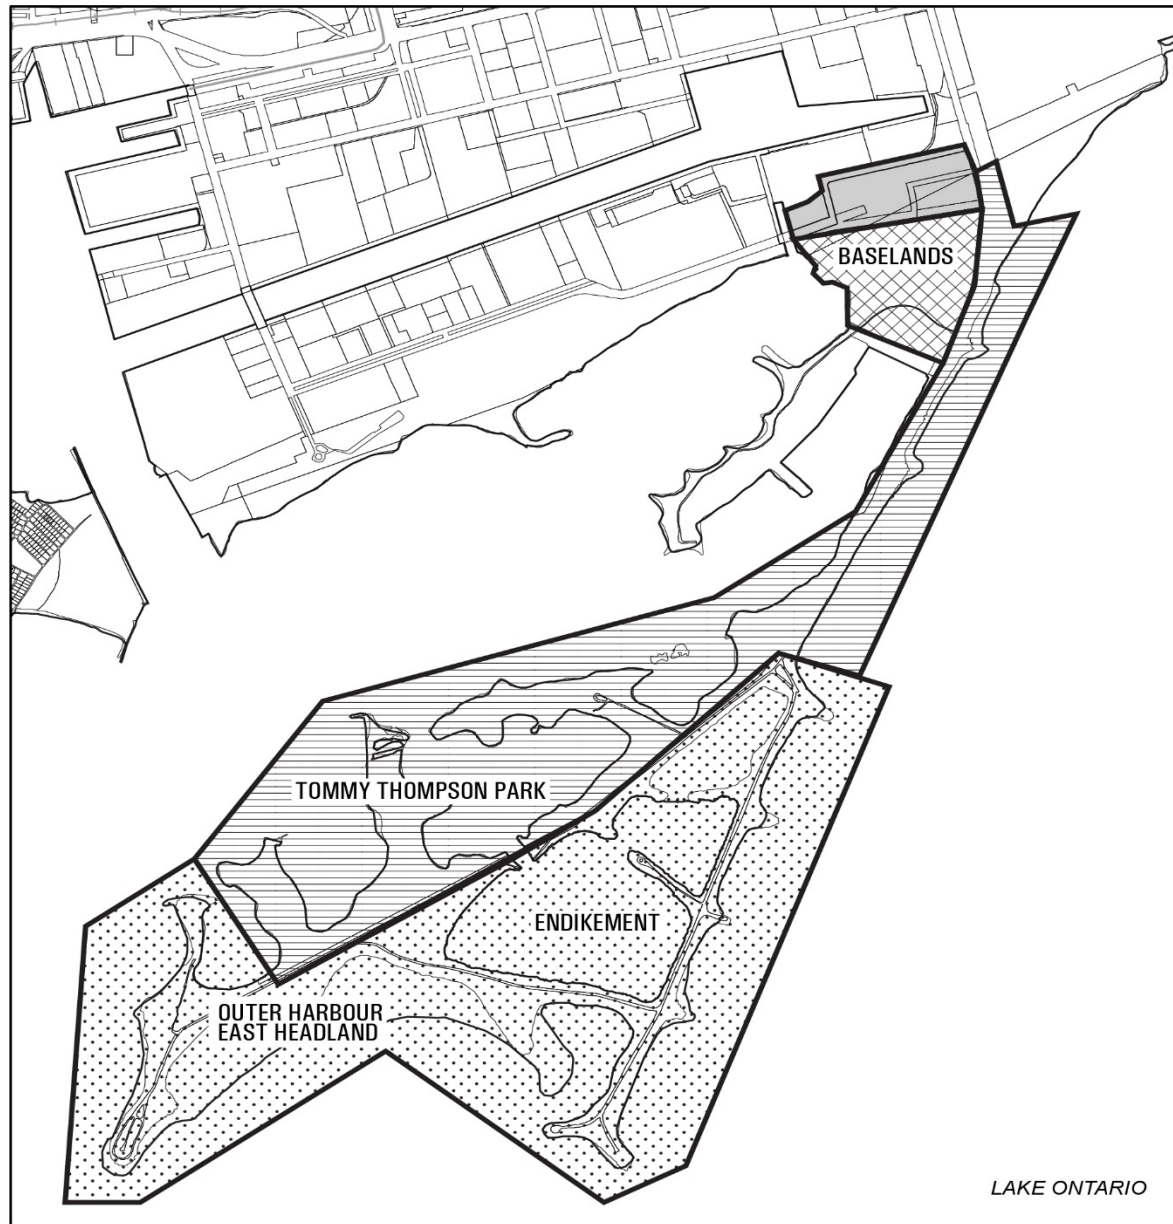 BASELANDS
TOMMY THOMPSON PARK
ENDIKEMENT
OUTER HARBOUR
EAST HEADLAND
LAKE ONTARIO